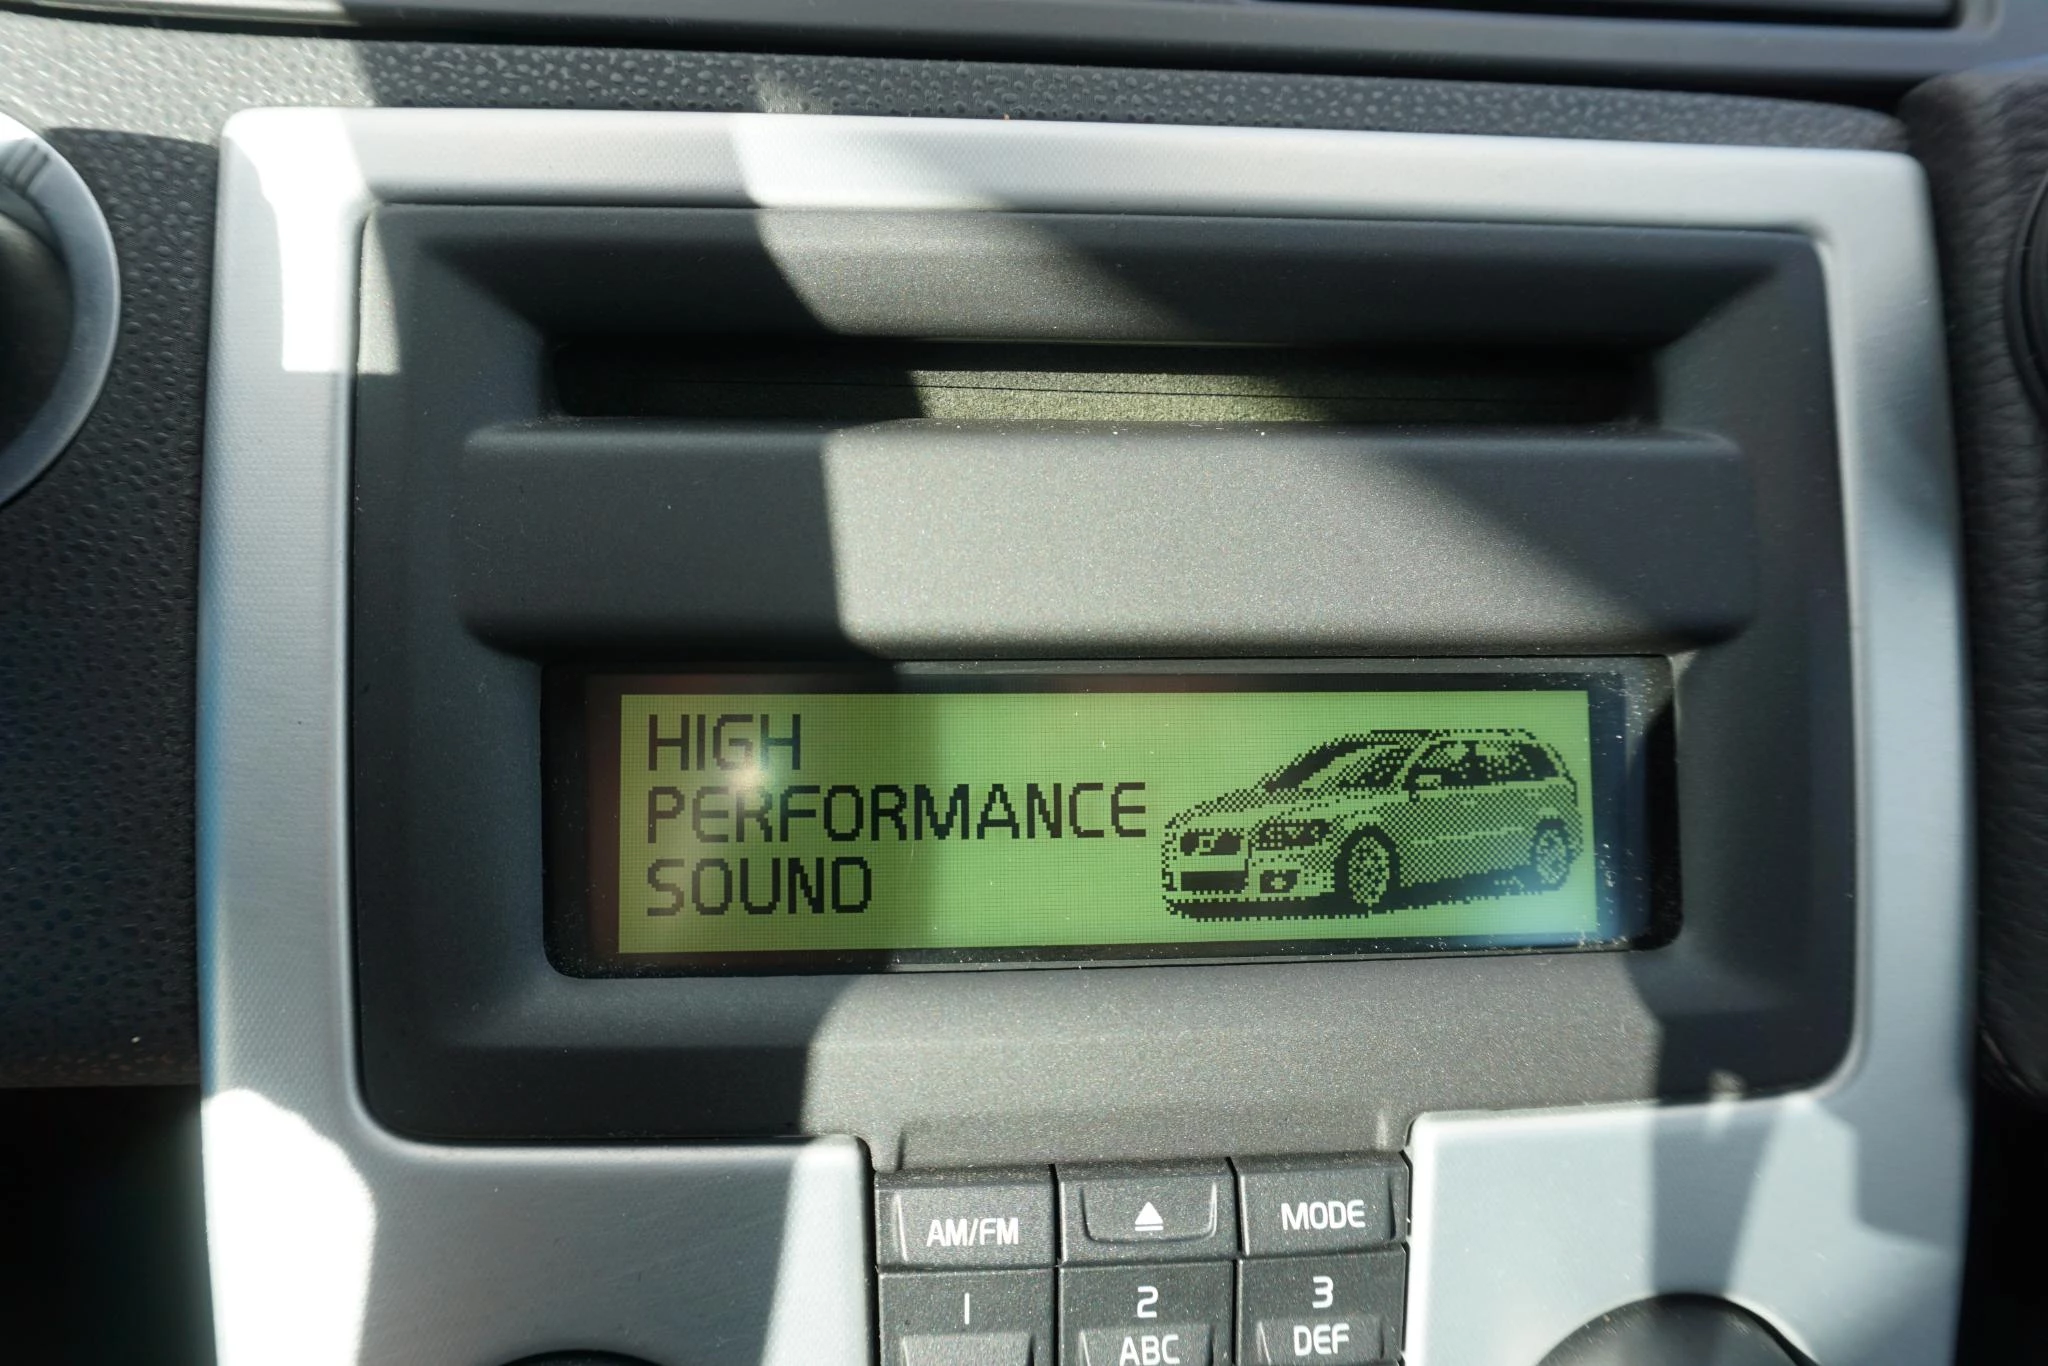 HIGH
PERFORMANCE
SOUND
AM/FM
MODE
1
2
3
ABC
DEF